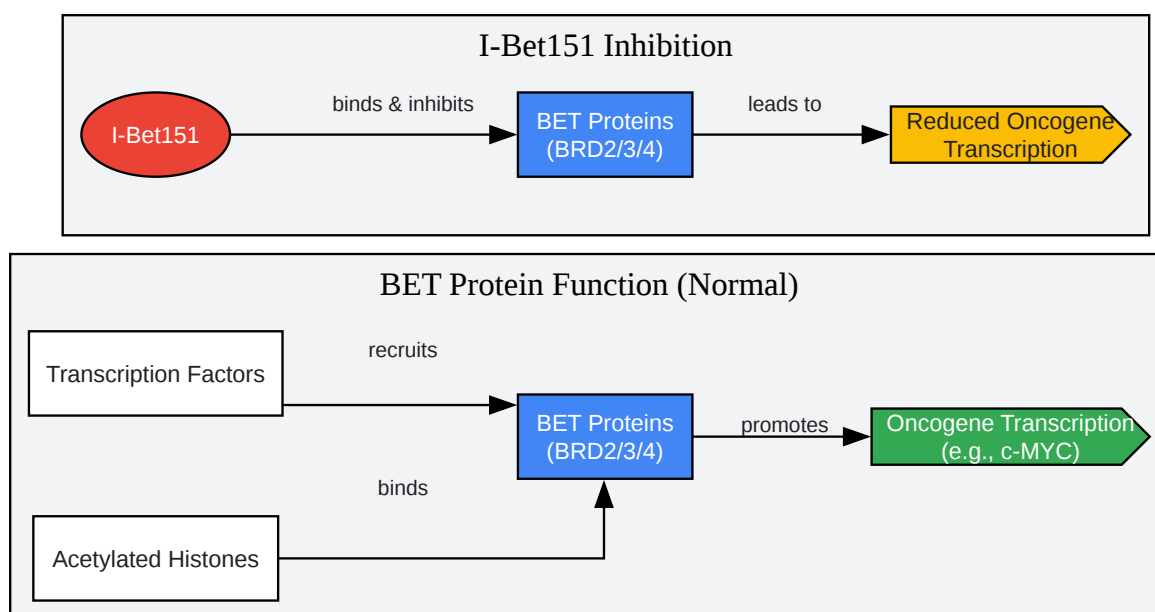 I-Bet151 Inhibition
I-Bet151
binds & inhibits
BET Proteins
(BRD2/3/4)
leads to
Reduced Oncogene
Transcription
BET Protein Function (Normal)
Transcription Factors
recruits
BET Proteins
(BRD2/3/4)
promotes
Oncogene Transcription
(e.g., c-MYC)
binds
Acetylated Histones